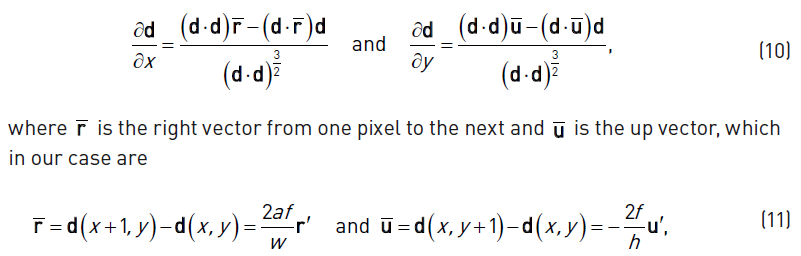 ∂d/∂x = ((d·d)r̅ − (d·r̅)d) / (d·d)^(3/2) and ∂d/∂y = ((d·d)u̅ − (d·u̅)d) / (d·d)^(3/2), (10)
where r̅ is the right vector from one pixel to the next and u̅ is the up vector, which
in our case are
r̅ = d(x+1, y) − d(x, y) = (2af/w) r′ and u̅ = d(x, y+1) − d(x, y) = −(2f/h) u′, (11)